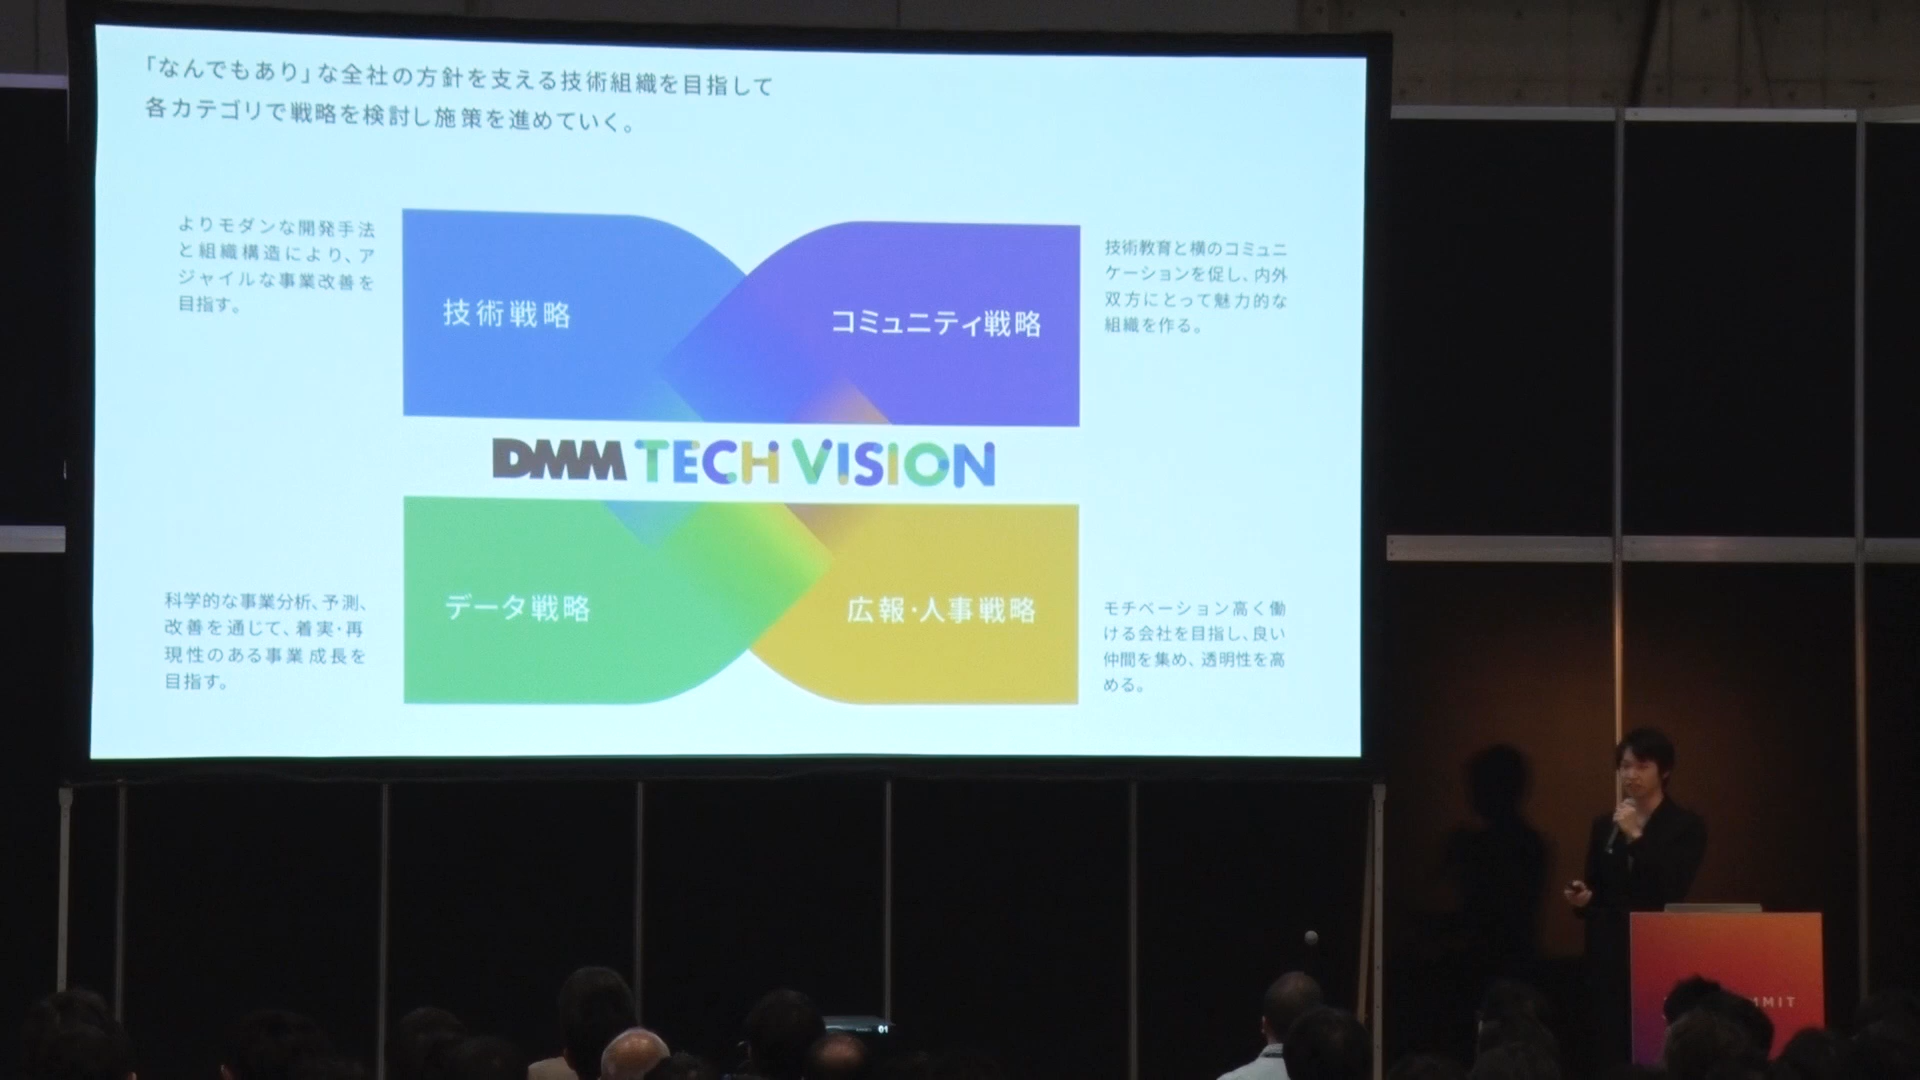 「なんでもあり」な全社の方針を支える技術組織を目指して
各カテゴリで戦略を検討し施策を進めていく。
よりモダンな開発手法
と組織構造により、ア
ジャイルな事業改善を
目指す。
技術戦略
コミュニティ戦略
技術教育と横のコミュニ
ケーションを促し、内外
双方にとって魅力的な
組織を作る。
DMM TECH VISION
科学的な事業分析、予測、
改善を通じて、着実・再
現性のある事業成長を
目指す。
データ戦略
広報・人事戦略
モチベーション高く働
ける会社を目指し、良い
仲間を集め、透明性を高
める。